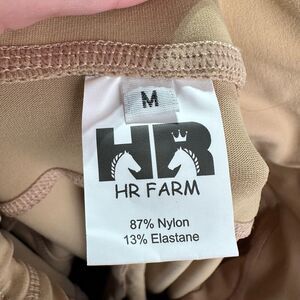 M
HR
HR FARM
87% Nylon
13% Elastane